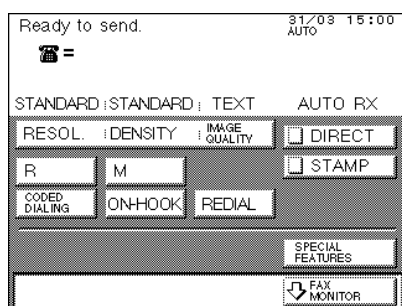 Ready to send.
31/03 15:00
AUTO
=
STANDARD STANDARD TEXT AUTO RX
RESOL. DENSITY IMAGE QUALITY DIRECT
R M STAMP
CODED DIALING ON-HOOK REDIAL
SPECIAL FEATURES
FAX MONITOR